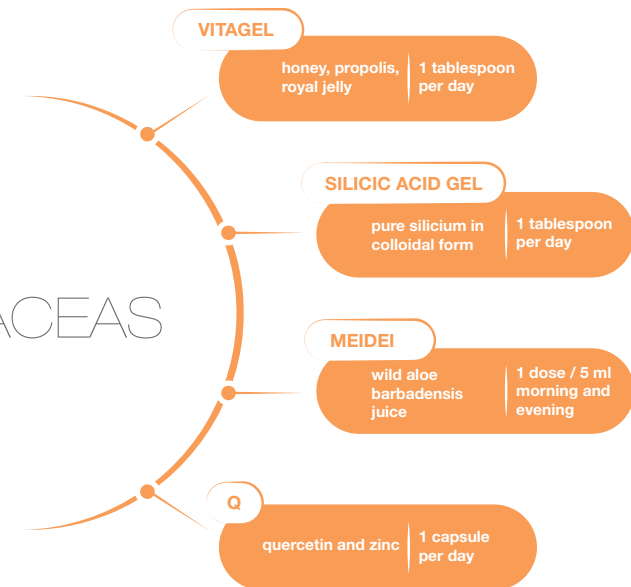 VITAGEL
honey, propolis,
royal jelly
1 tablespoon
per day
SILICIC ACID GEL
pure silicium in
colloidal form
1 tablespoon
per day
ACEAS
MEIDEI
wild aloe
barbadensis
juice
1 dose / 5 ml
morning and
evening
Q
quercetin and zinc
1 capsule
per day